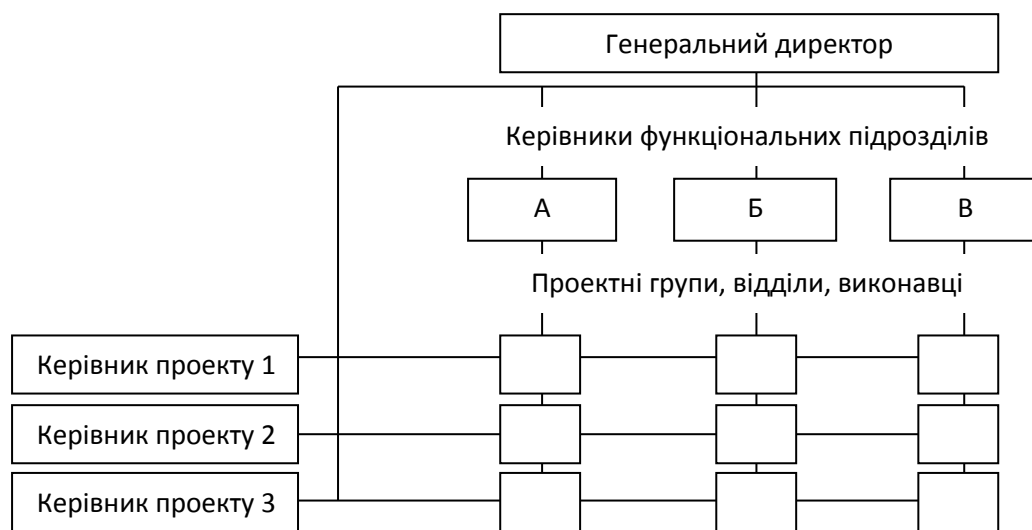 Генеральний директор
Керівники функціональних підрозділів
А
Б
В
Проектні групи, відділи, виконавці
Керівник проекту 1
Керівник проекту 2
Керівник проекту 3